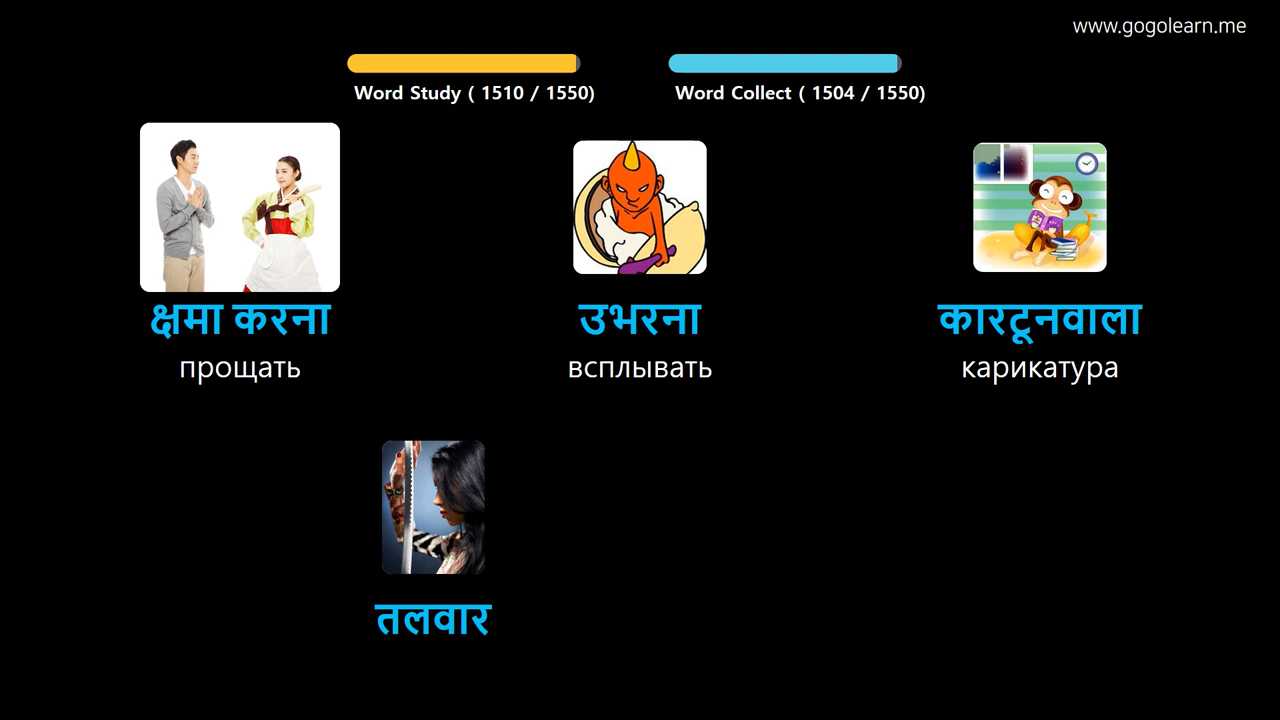 www.gogolearn.me
Word Study ( 1510 / 1550)
Word Collect ( 1504 / 1550)
क्षमा करना
прощать
उभरना
всплывать
कारटूनवाला
карикатура
तलवार